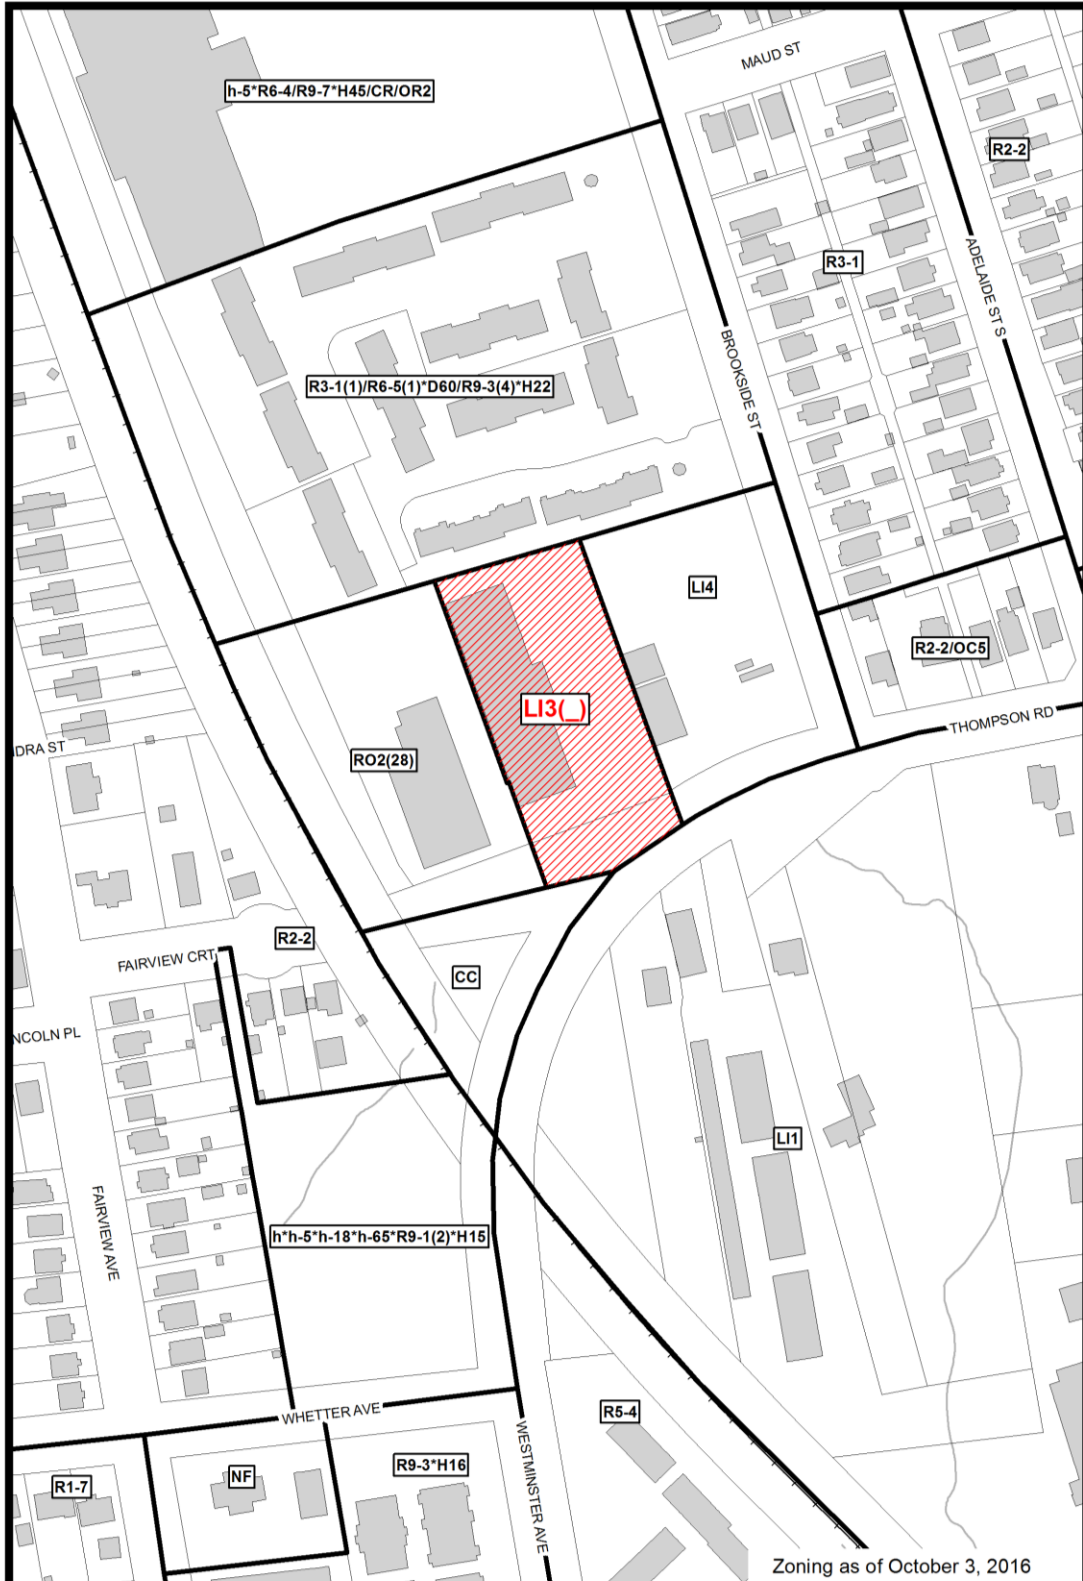 MAUD ST
h-5*R6-4/R9-7*H45/CR/OR2
R2-2
R3-1
ADELAIDE ST S
BROOKSIDE ST
R3-1(1)/R6-5(1)*D60/R9-3(4)*H22
LI4
R2-2/OC5
LI3(_)
THOMPSON RD
DRA ST
RO2(28)
R2-2
FAIRVIEW CRT
CC
NCOLN PL
LI1
FAIRVIEW AVE
h*h-5*h-18*h-65*R9-1(2)*H15
WHETTER AVE
R5-4
WESTMINSTER AVE
R9-3*H16
NF
R1-7
Zoning as of October 3, 2016